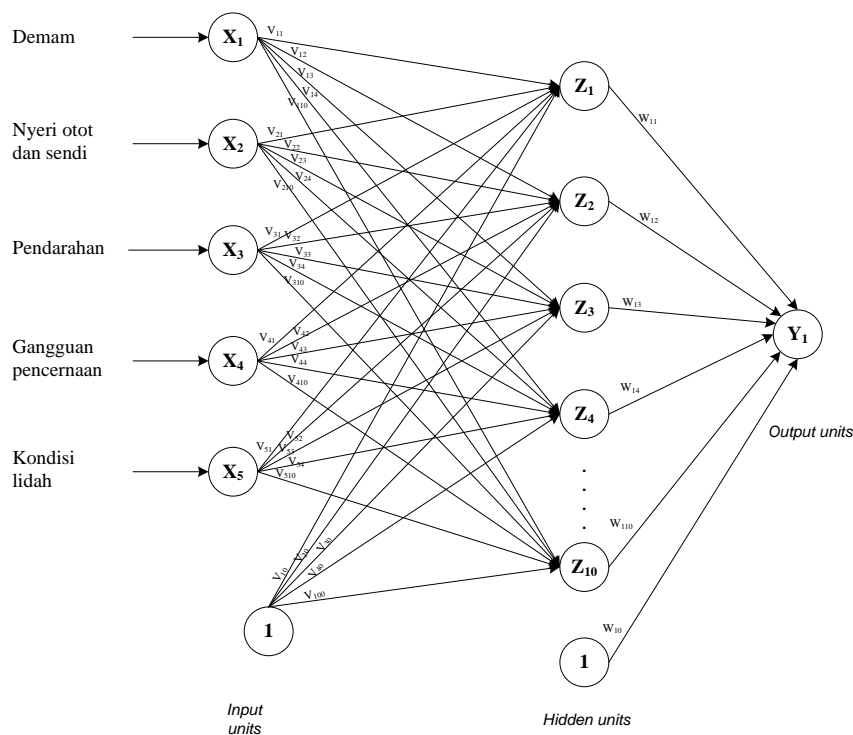 Demam
X₁
V₁₁
V₁₂
V₁₃
V₁₄
V₁₁₀
Z₁
W₁₁
Nyeri otot
dan sendi
X₂
V₂₁
V₂₂
V₂₃
V₂₄
V₂₁₀
Z₂
W₁₂
Pendarahan
X₃
V₃₁
V₃₂
V₃₃
V₃₄
V₃₁₀
Z₃
W₁₃
Y₁
Output units
Gangguan
pencernaan
X₄
V₄₁
V₄₂
V₄₃
V₄₄
V₄₁₀
Z₄
W₁₄
Kondisi
lidah
X₅
V₅₁
V₅₂
V₅₃
V₅₄
V₅₁₀
Z₁₀
W₁₁₀
1
V₁₀
V₂₀
V₃₀
V₄₀
V₁₀₀
1
W₁₀
Input
units
Hidden units